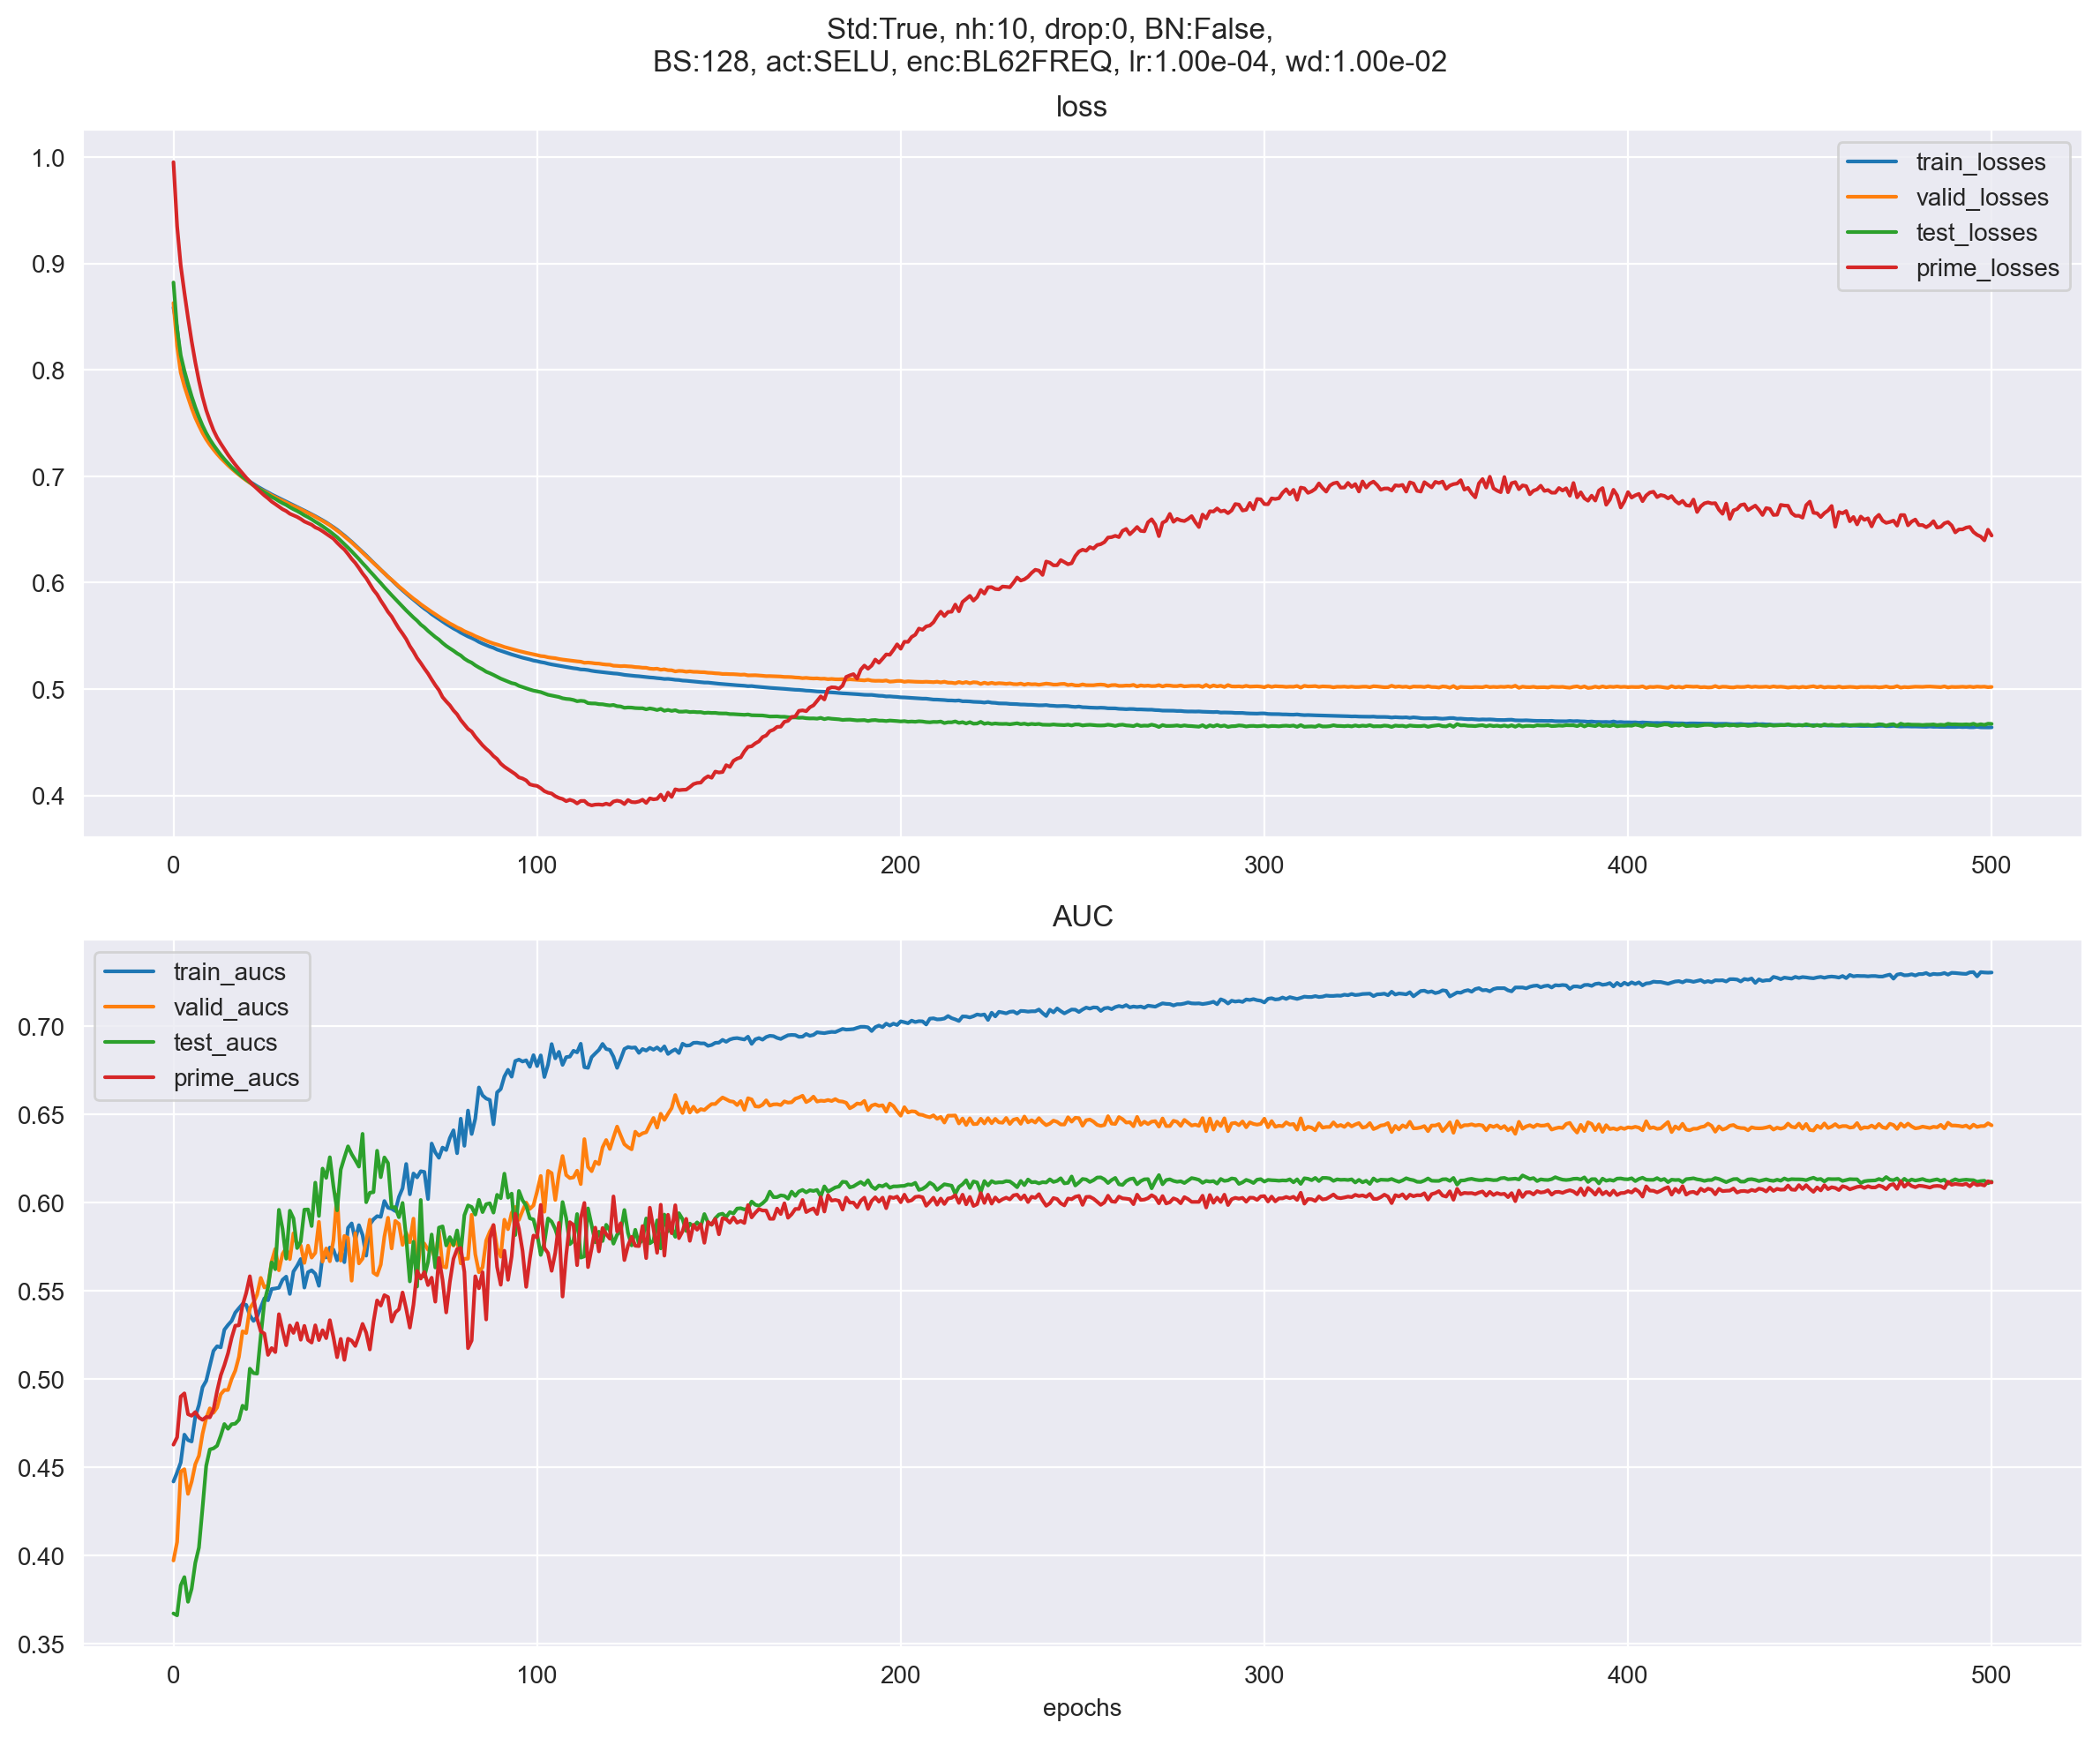 Std:True, nh:10, drop:0, BN:False,
BS:128, act:SELU, enc:BL62FREQ, lr:1.00e-04, wd:1.00e-02
loss
1.0
0.9
0.8
0.7
0.6
0.5
0.4
train_losses
valid_losses
test_losses
prime_losses
0 100 200 300 400 500
AUC
train_aucs
valid_aucs
test_aucs
prime_aucs
0.70
0.65
0.60
0.55
0.50
0.45
0.40
0.35
0 100 200 300 400 500
epochs